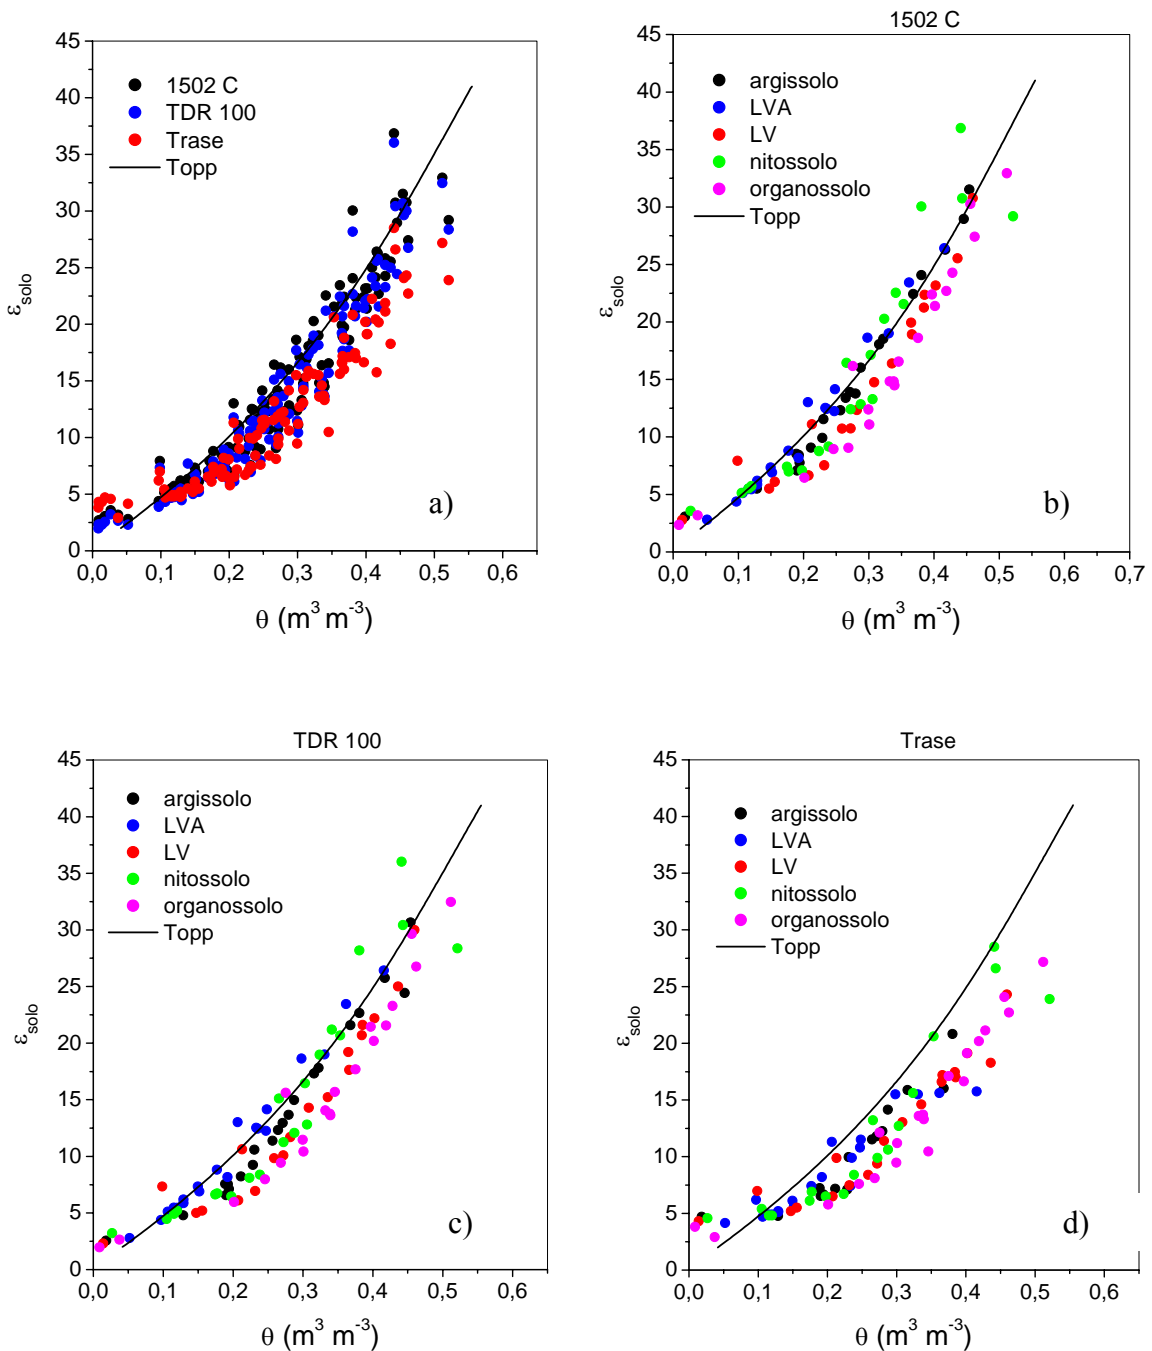 45
40
35
30
25
20
15
10
5
0
0,0 0,1 0,2 0,3 0,4 0,5 0,6
ε solo
θ (m³ m⁻³)
1502 C
TDR 100
Trase
Topp
a)
1502 C
45
40
35
30
25
20
15
10
5
0
0,0 0,1 0,2 0,3 0,4 0,5 0,6 0,7
ε solo
θ (m³ m⁻³)
argissolo
LVA
LV
nitossolo
organossolo
Topp
b)
TDR 100
45
40
35
30
25
20
15
10
5
0
0,0 0,1 0,2 0,3 0,4 0,5 0,6
ε solo
θ (m³ m⁻³)
argissolo
LVA
LV
nitossolo
organossolo
Topp
c)
Trase
45
40
35
30
25
20
15
10
5
0
0,0 0,1 0,2 0,3 0,4 0,5 0,6
ε solo
θ (m³ m⁻³)
argissolo
LVA
LV
nitossolo
organossolo
Topp
d)